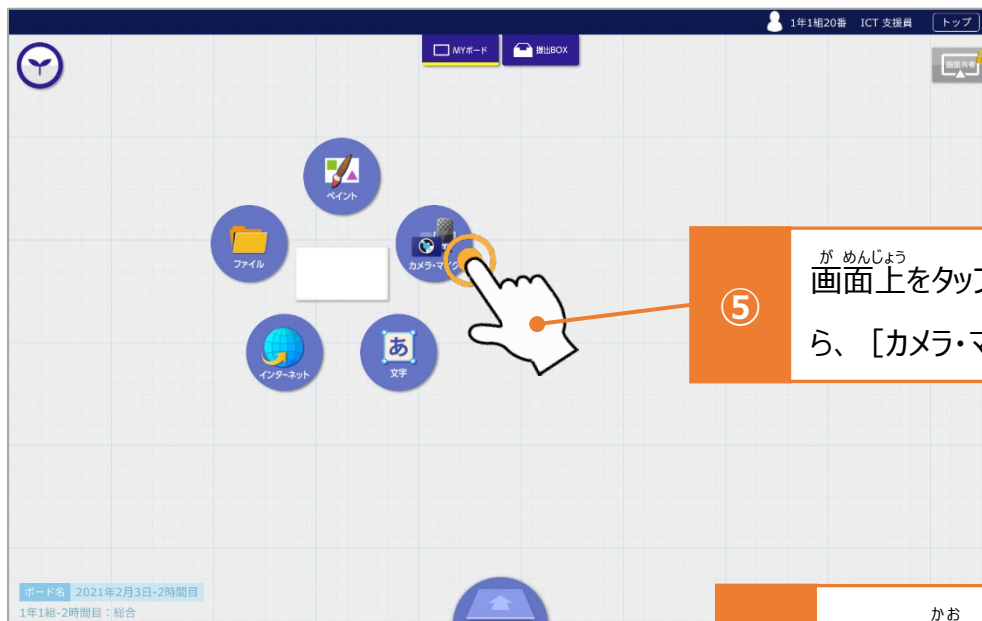 1年1組20番 ICT 支援員 トップ
MYボード 提出BOX
画面共有
ペイント
ファイル
カメラ・マイク
インターネット
あ
文字
⑤
がめんじょう
画面上をタップ
ら、［カメラ・マ
ボード名 2021年2月3日-2時間目
1年1組-2時間目：総合
かお